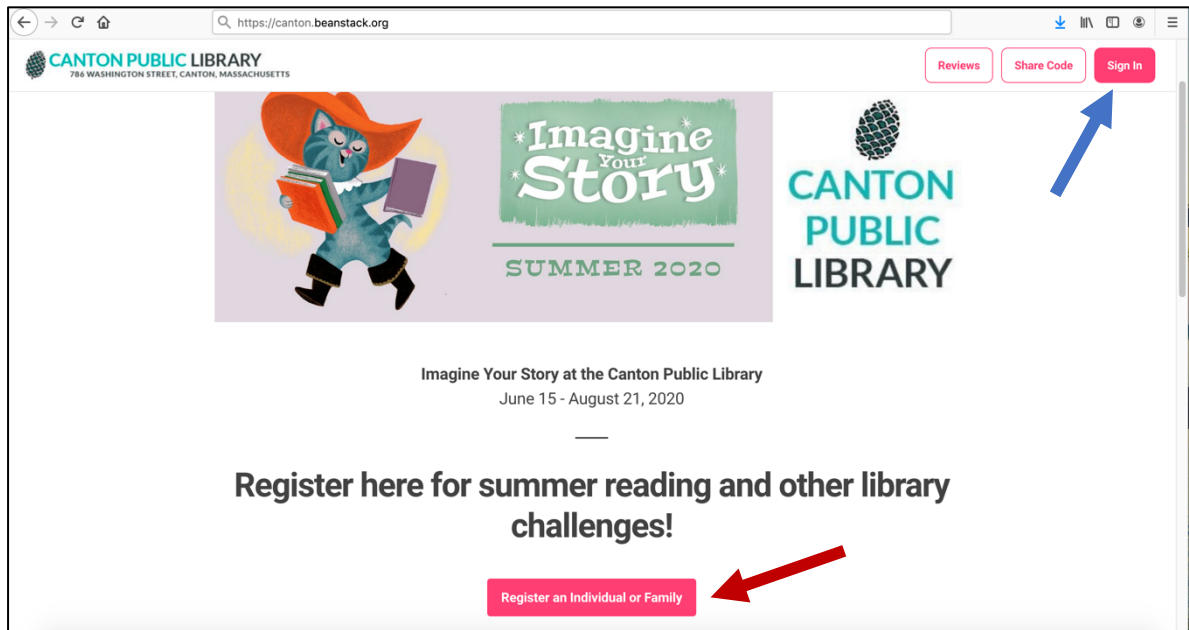 https://canton.beanstack.org
CANTON PUBLIC LIBRARY
786 WASHINGTON STREET, CANTON, MASSACHUSETTS
Reviews
Share Code
Sign In
*Imagine
Your
*Story*
SUMMER 2020
CANTON
PUBLIC
LIBRARY
Imagine Your Story at the Canton Public Library
June 15 - August 21, 2020
Register here for summer reading and other library
challenges!
Register an Individual or Family